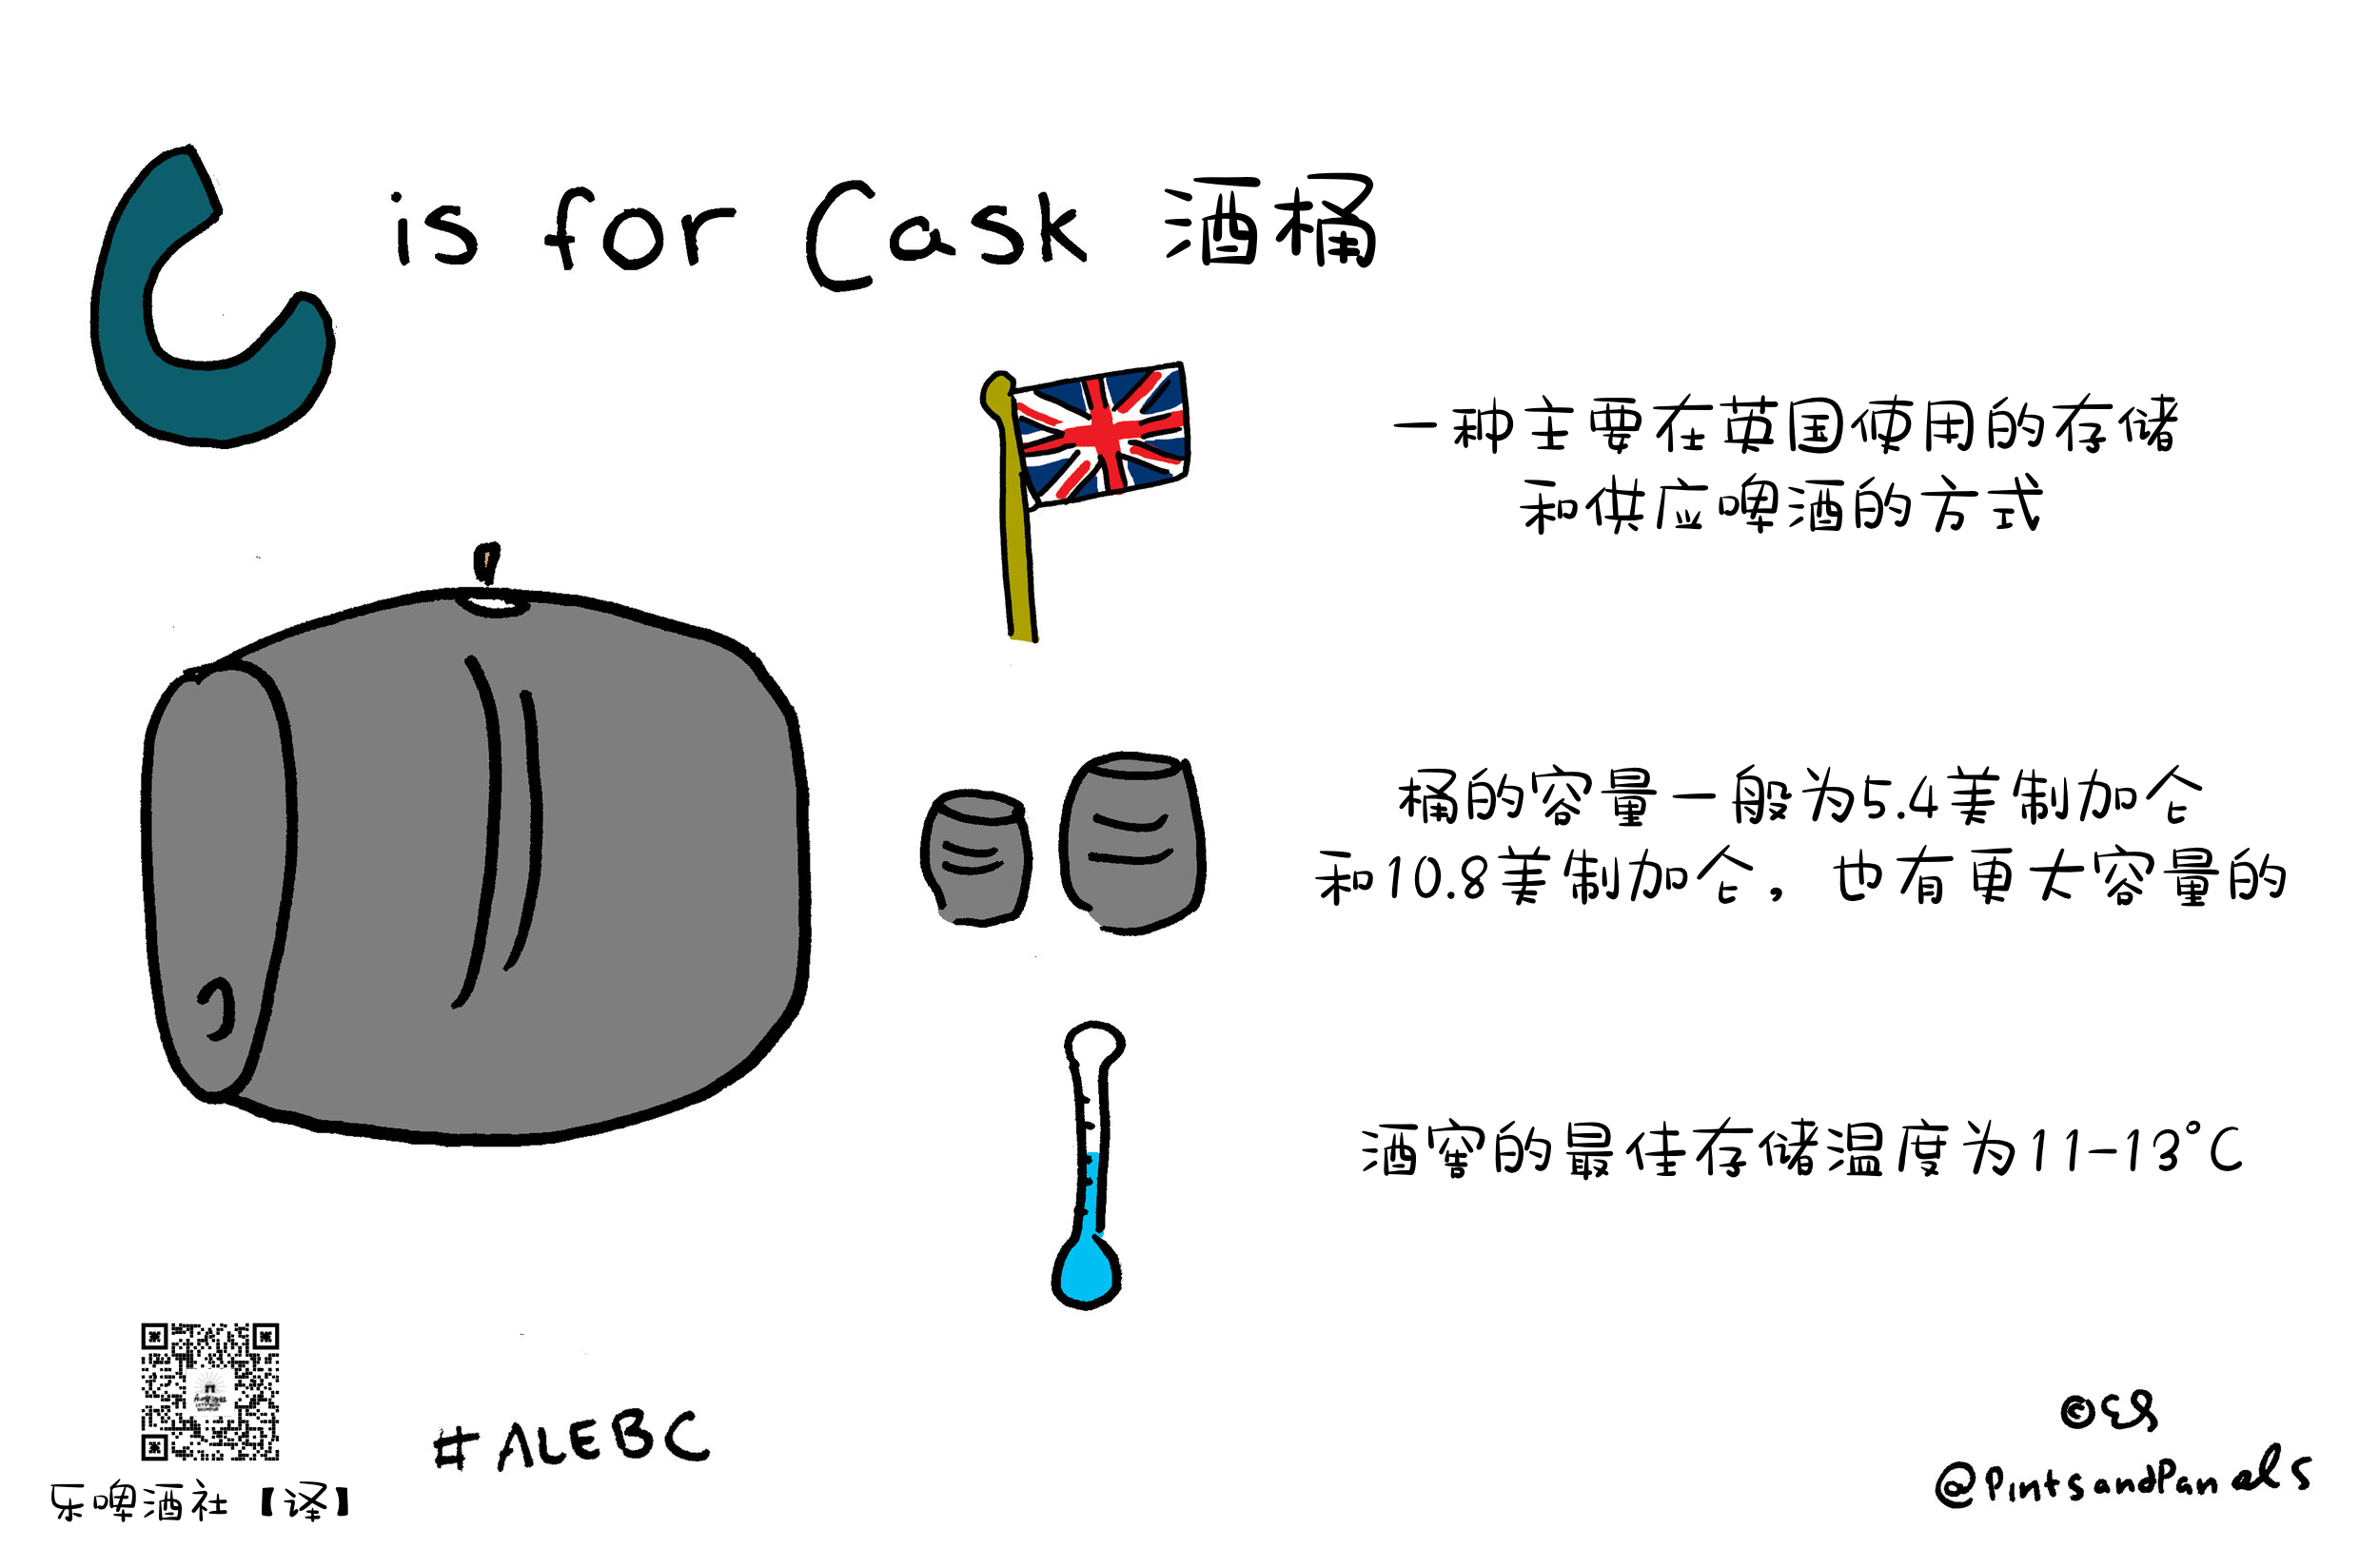 C is for Cask 酒桶
一种主要在英国使用的存储
和供应啤酒的方式
桶的容量一般为5.4美制加仑
和10.8美制加仑，也有更大容量的
酒窖的最佳存储温度为11-13°C
乐啤酒社【译】
#ALEBC
©ES
@PintsandPanels